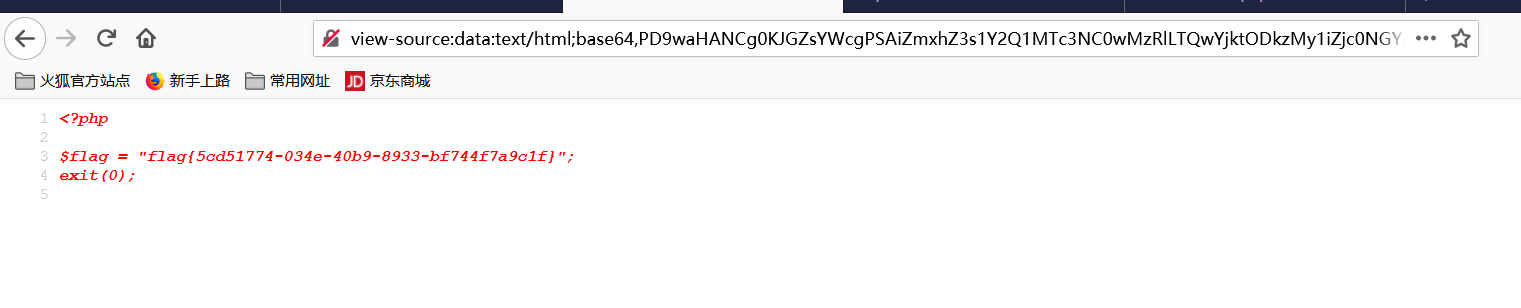 view-source:data:text/html;base64,PD9waHANCg0KJGZsYWcgPSAiZmxhZ3s1Y2Q1MTc3NC0wMzRlLTQwYjktODkzMy1iZjc0NGY
火狐官方站点 新手上路 常用网址 JD 京东商城
1 <?php
2
3 $flag = "flag{5cd51774-034e-40b9-8933-bf744f7a9c1f}";
4 exit(0);
5